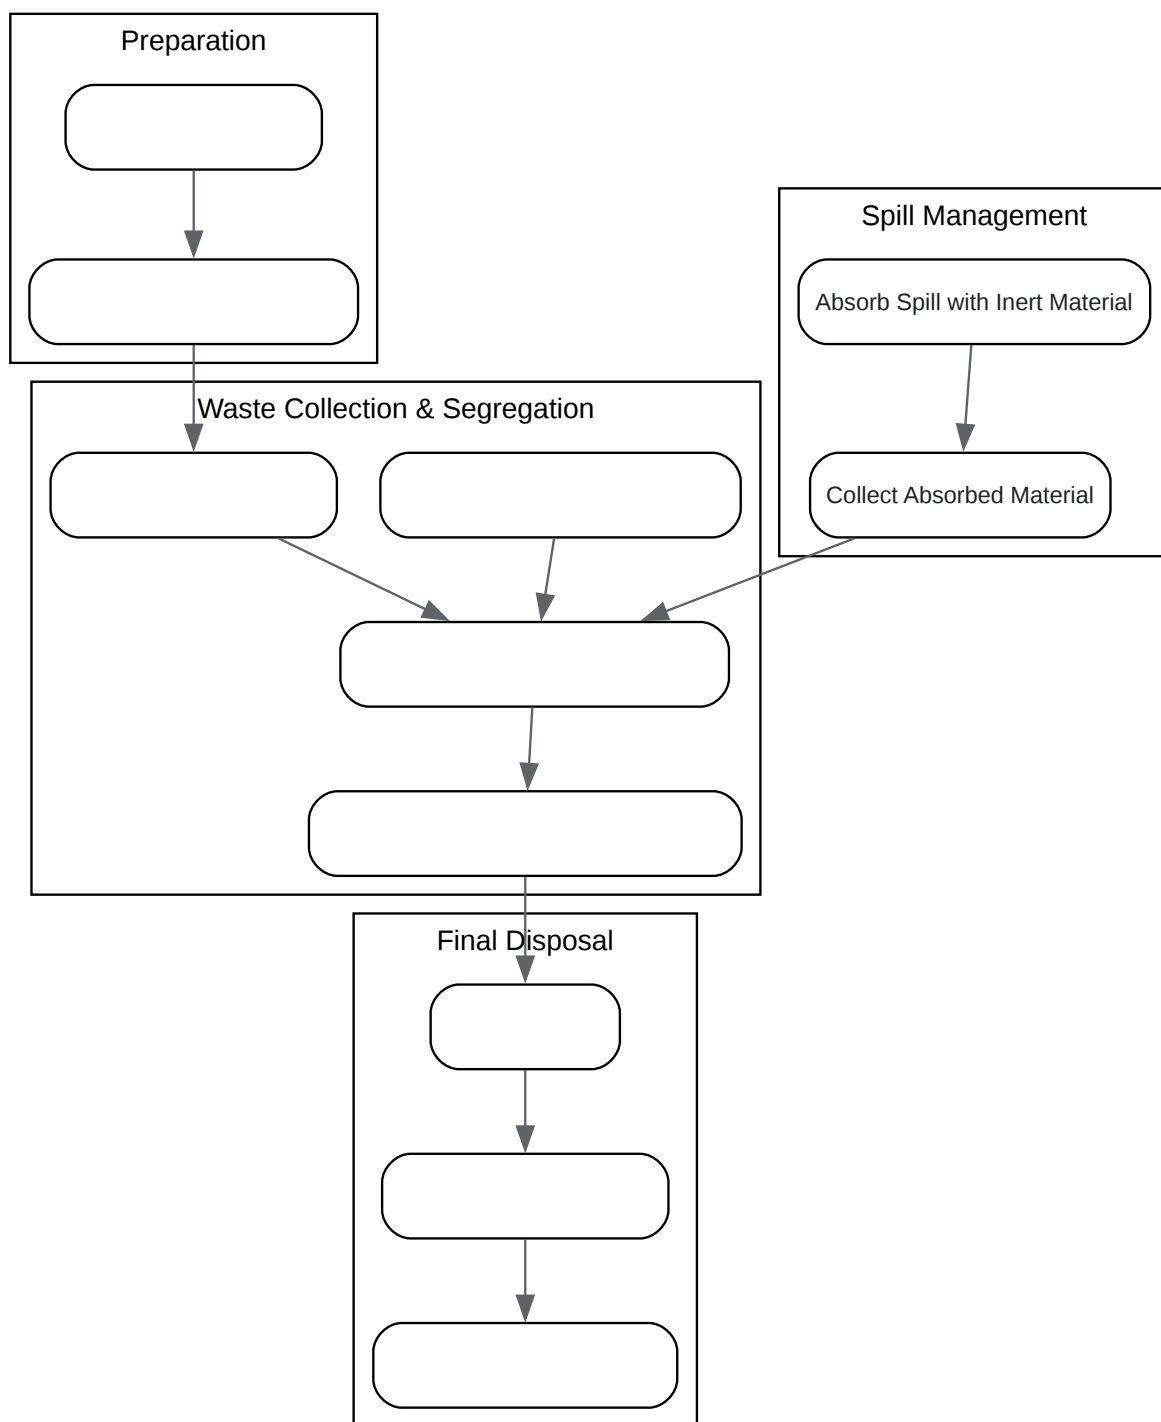 Preparation
Spill Management
Absorb Spill with Inert Material
Waste Collection & Segregation
Collect Absorbed Material
Final Disposal